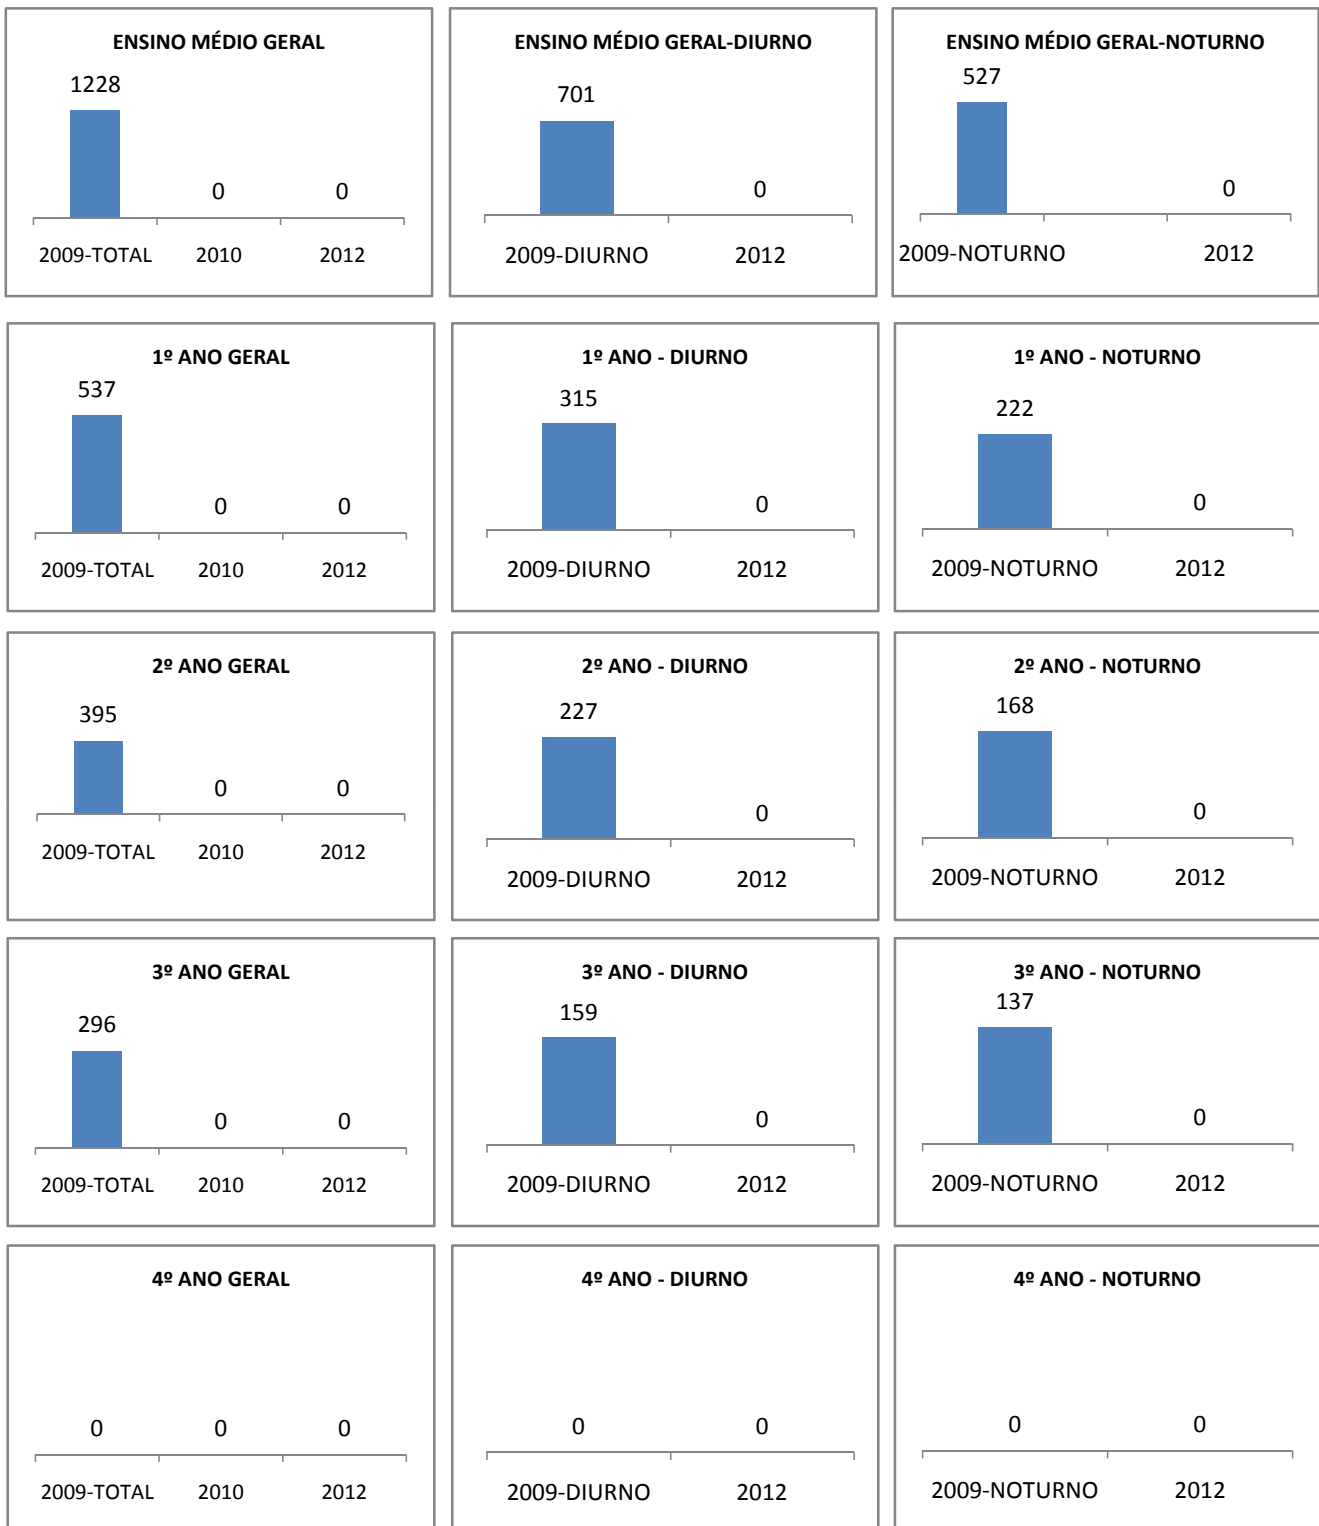 ENSINO MÉDIO GERAL
1228
0
0
2009-TOTAL 2010 2012
ENSINO MÉDIO GERAL-DIURNO
701
0
2009-DIURNO 2012
ENSINO MÉDIO GERAL-NOTURNO
527
0
2009-NOTURNO 2012
1º ANO GERAL
537
0
0
2009-TOTAL 2010 2012
1º ANO - DIURNO
315
0
2009-DIURNO 2012
1º ANO - NOTURNO
222
0
2009-NOTURNO 2012
2º ANO GERAL
395
0
0
2009-TOTAL 2010 2012
2º ANO - DIURNO
227
0
2009-DIURNO 2012
2º ANO - NOTURNO
168
0
2009-NOTURNO 2012
3º ANO GERAL
296
0
0
2009-TOTAL 2010 2012
3º ANO - DIURNO
159
0
2009-DIURNO 2012
3º ANO - NOTURNO
137
0
2009-NOTURNO 2012
4º ANO GERAL
0 0 0
2009-TOTAL 2010 2012
4º ANO - DIURNO
0 0
2009-DIURNO 2012
4º ANO - NOTURNO
0 0
2009-NOTURNO 2012